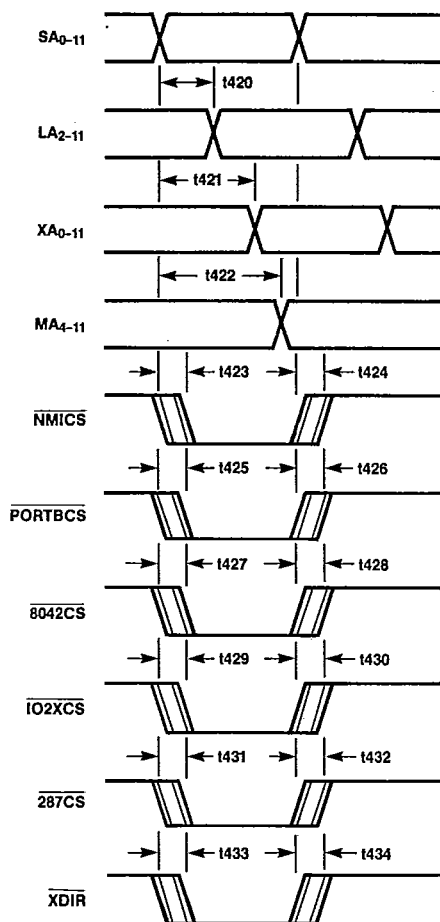 SA0–11
t420
LA2–11
t421
XA0–11
t422
MA4–11
t423 t424
NMICS
t425 t426
PORTBCS
t427 t428
8042CS
t429 t430
IO2XCS
t431 t432
287CS
t433 t434
XDIR